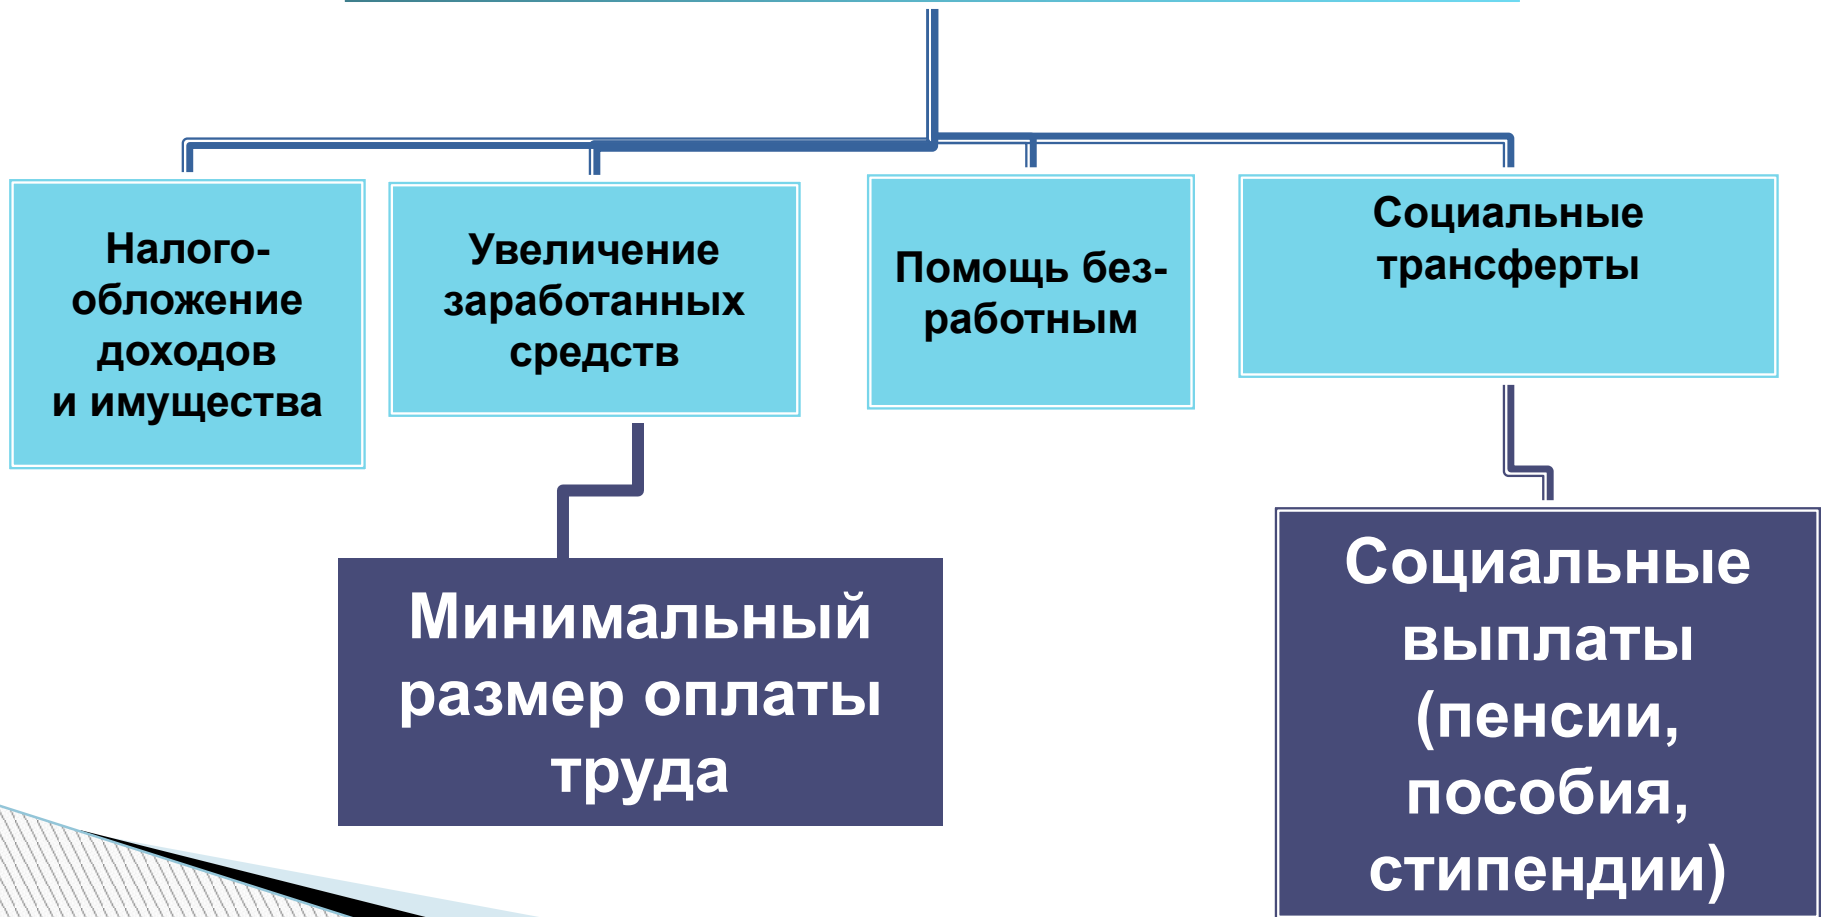 Налого-
обложение
доходов
и имущества
Увеличение
заработанных
средств
Помощь без-
работным
Социальные
трансферты
Минимальный
размер оплаты
труда
Социальные
выплаты
(пенсии,
пособия,
стипендии)